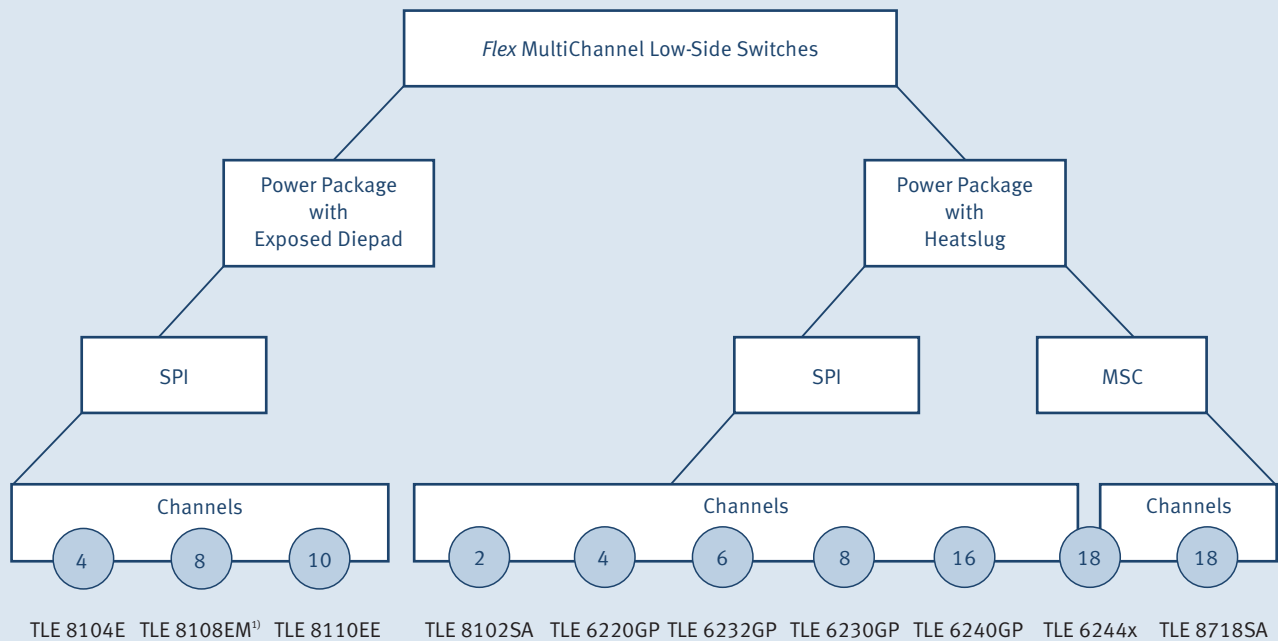 Flex MultiChannel Low-Side Switches
Power Package
with
Exposed Diepad
Power Package
with
Heatslug
SPI
SPI
MSC
Channels
Channels
Channels
4
8
10
2
4
6
8
16
18
18
TLE 8104E
TLE 8108EM¹⁾
TLE 8110EE
TLE 8102SA
TLE 6220GP
TLE 6232GP
TLE 6230GP
TLE 6240GP
TLE 6244x
TLE 8718SA